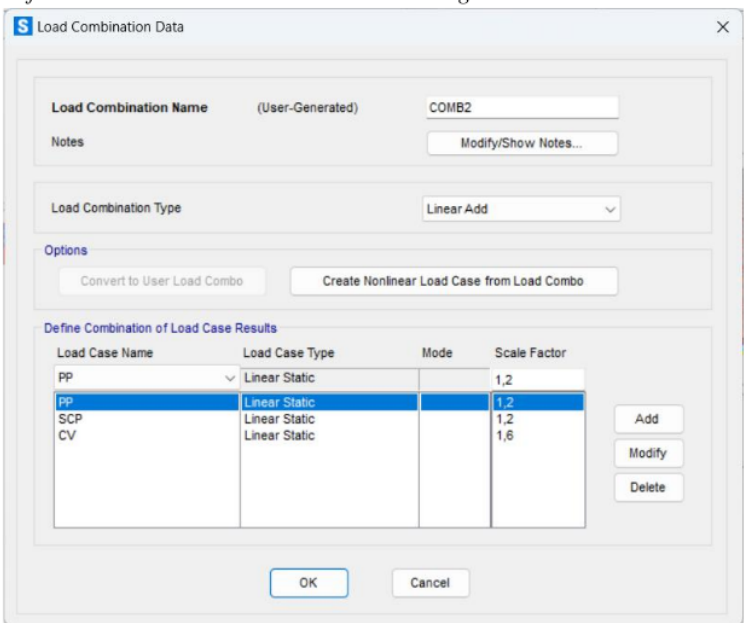 S Load Combination Data
Load Combination Name (User-Generated) COMB2
Notes Modify/Show Notes...
Load Combination Type Linear Add
Options
Convert to User Load Combo Create Nonlinear Load Case from Load Combo
Define Combination of Load Case Results
Load Case Name Load Case Type Mode Scale Factor
PP Linear Static 1,2
PP Linear Static 1,2
SCP Linear Static 1,2
CV Linear Static 1,6
Add
Modify
Delete
OK Cancel